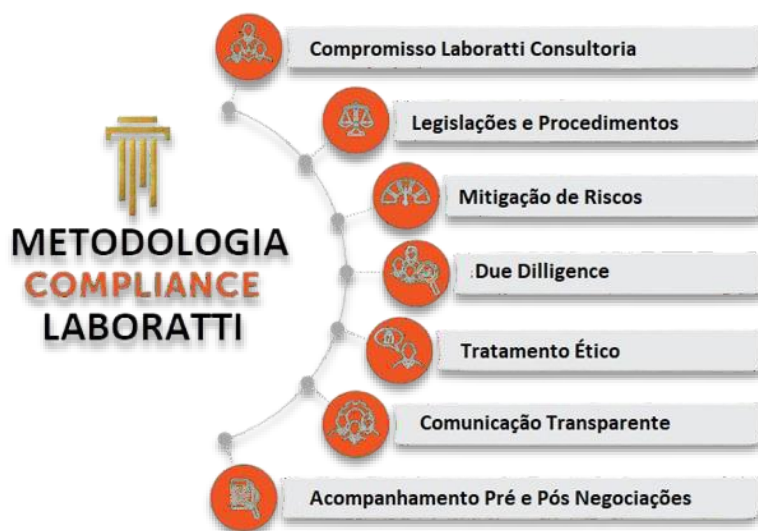 Compromisso Laboratti Consultoria
Legislações e Procedimentos
Mitigação de Riscos
METODOLOGIA
COMPLIANCE
LABORATTI
.Due Dilligence
Tratamento Ético
Comunicação Transparente
Acompanhamento Pré e Pós Negociações